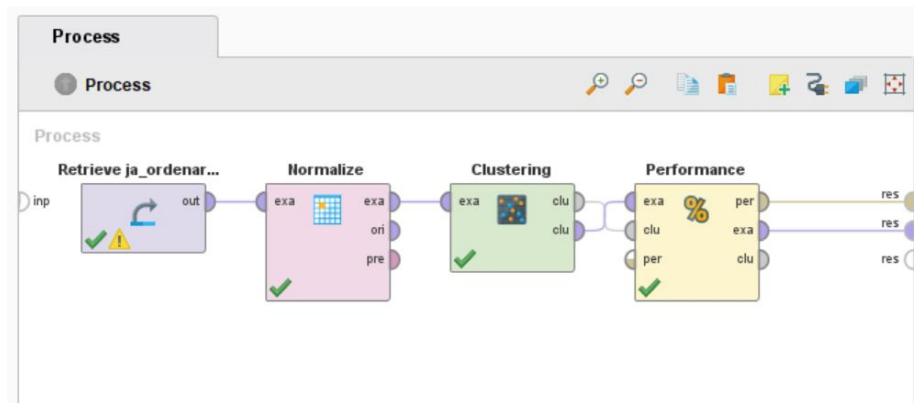 Process
Process
Process
Retrieve ja_ordenar...
Normalize
Clustering
Performance
inp
out
exa
exa
ori
pre
exa
clu
clu
exa
clu
per
per
exa
clu
res
res
res
%